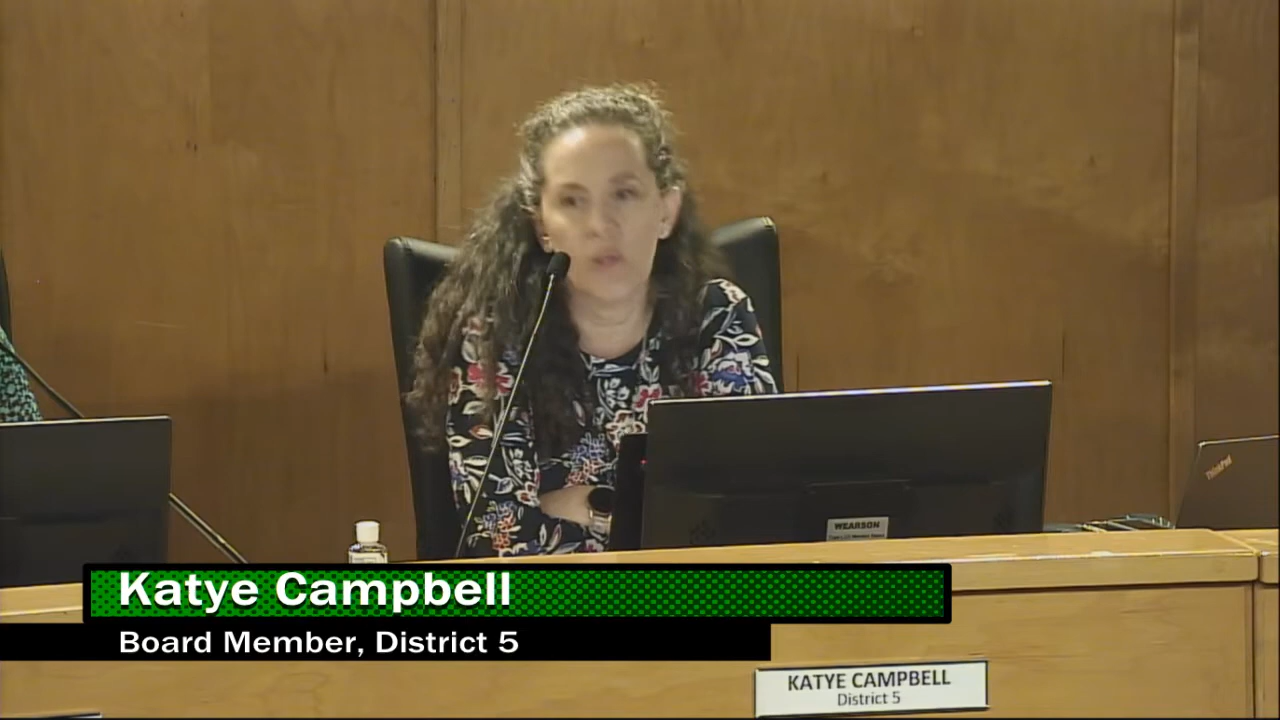 ThinkPad
WEARSON
Katye Campbell
Board Member, District 5
KATYE CAMPBELL
District 5